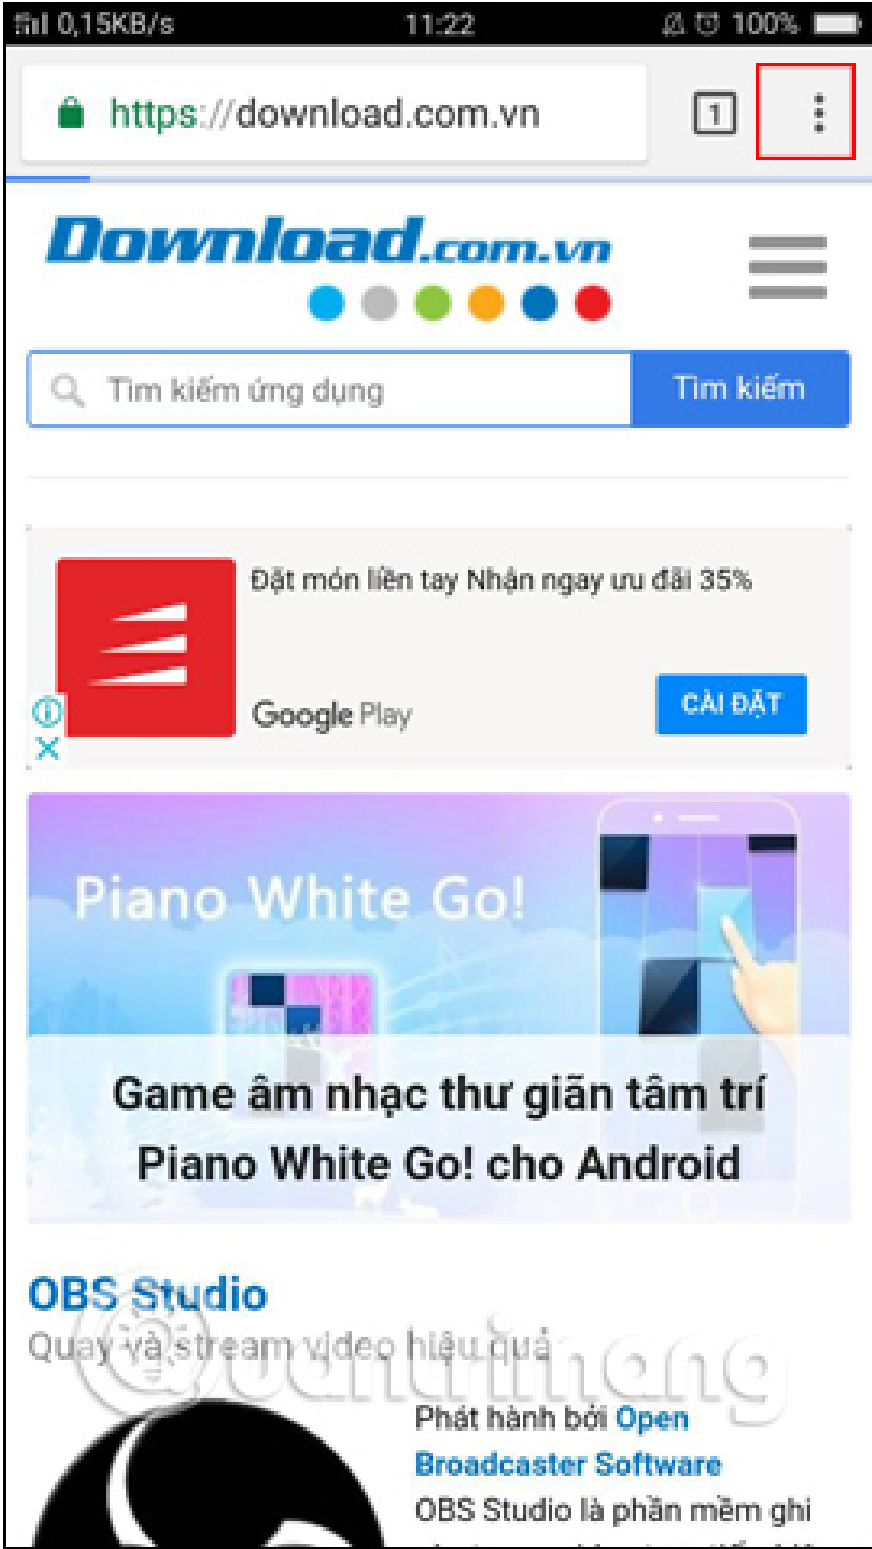 0,15KB/s 11:22 100%
https://download.com.vn 1
Download.com.vn
Tìm kiếm ứng dụng Tìm kiếm
Đặt món liền tay Nhận ngay ưu đãi 35%
Google Play CÀI ĐẶT
Piano White Go!
Game âm nhạc thư giãn tâm trí
Piano White Go! cho Android
OBS Studio
Quay và stream video hiệu quả
Quantrimang
Phát hành bởi Open
Broadcaster Software
OBS Studio là phần mềm ghi